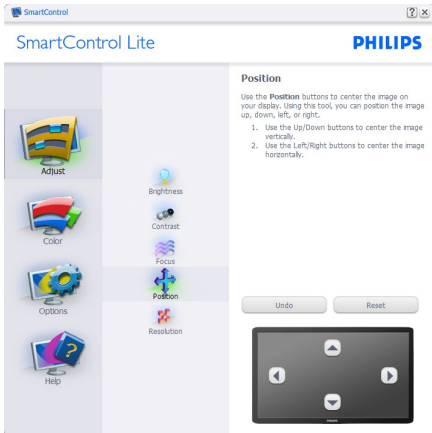 SmartControl
SmartControl Lite
PHILIPS
Adjust
Color
Options
Help
Brightness
Contrast
Focus
Position
Resolution
Position
Use the Position buttons to center the image on
your display. Using this tool, you can position the image
up, down, left, or right.
1. Use the Up/Down buttons to center the image
vertically.
2. Use the Left/Right buttons to center the image
horizontally.
Undo
Reset
PHILIPS